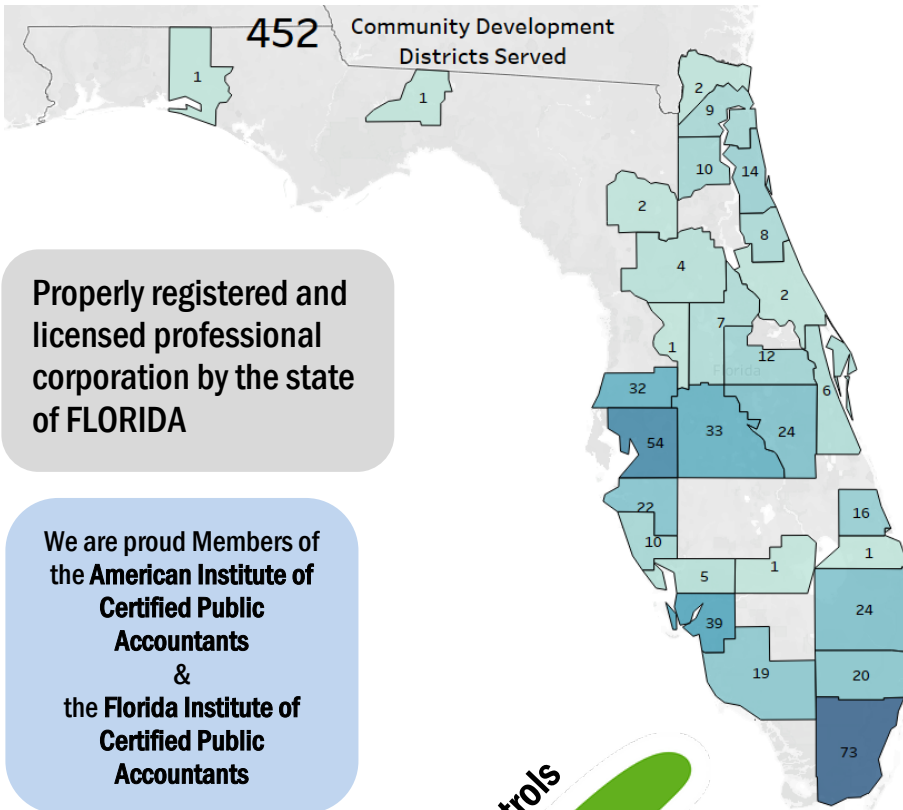 452
Community Development
Districts Served
1
1
2
9
10
14
2
8
4
2
7
1
12
Florida
6
32
54
33
24
22
10
16
1
5
1
24
39
19
20
73
Properly registered and
licensed professional
corporation by the state
of FLORIDA
We are proud Members of
the American Institute of
Certified Public
Accountants
&
the Florida Institute of
Certified Public
Accountants
trols